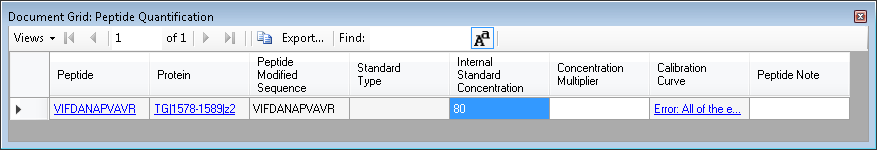 Document Grid: Peptide Quantification
Views 1 of 1 Export... Find: Aa
Peptide Protein Peptide Modified Sequence Standard Type Internal Standard Concentration Concentration Multiplier Calibration Curve Peptide Note
VIFDANAPVAVR TG|1578-1589|z2 VIFDANAPVAVR 80 Error: All of the e...